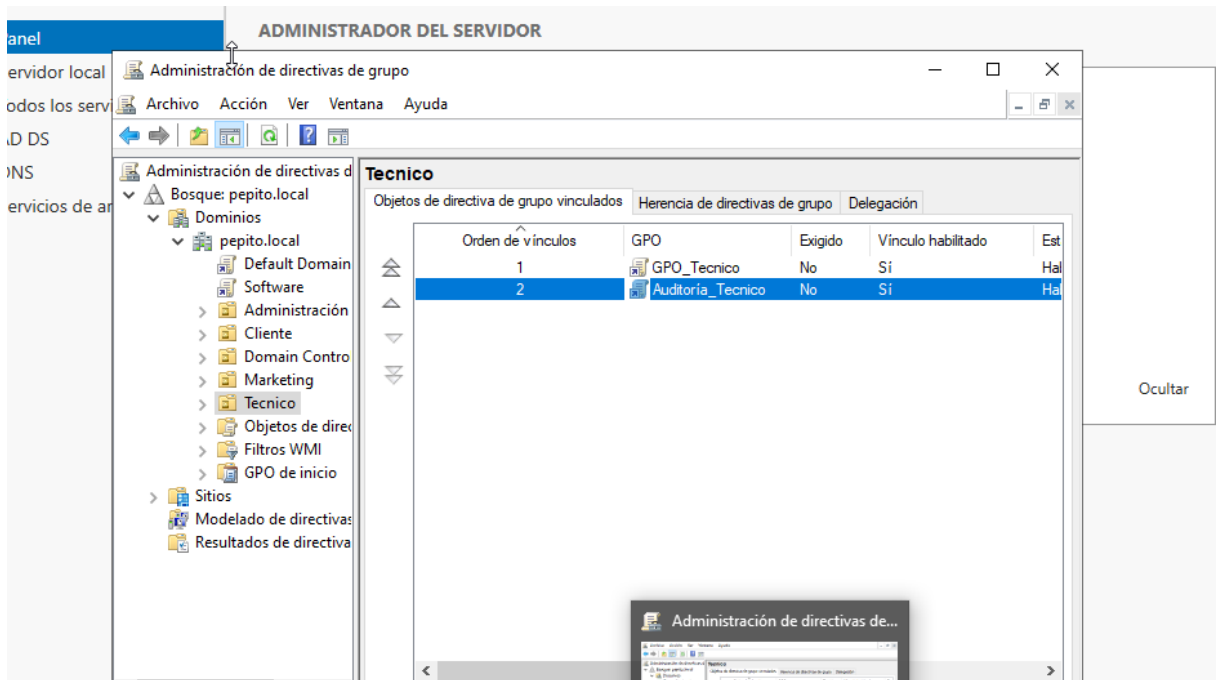 ADMINISTRADOR DEL SERVIDOR
anel
ervidor local
odos los servi
AD DS
DNS
ervicios de ar
Administración de directivas de grupo
Archivo Acción Ver Ventana Ayuda
Administración de directivas d
Bosque: pepito.local
Dominios
pepito.local
Default Domain
Software
Administración
Cliente
Domain Contro
Marketing
Tecnico
Objetos de direc
Filtros WMI
GPO de inicio
Sitios
Modelado de directivas
Resultados de directiva
Tecnico
Objetos de directiva de grupo vinculados Herencia de directivas de grupo Delegación
Orden de vínculos GPO Exigido Vínculo habilitado Est
1 GPO_Tecnico No Sí Hal
2 Auditoría_Tecnico No Sí Hal
Ocultar
Administración de directivas de...